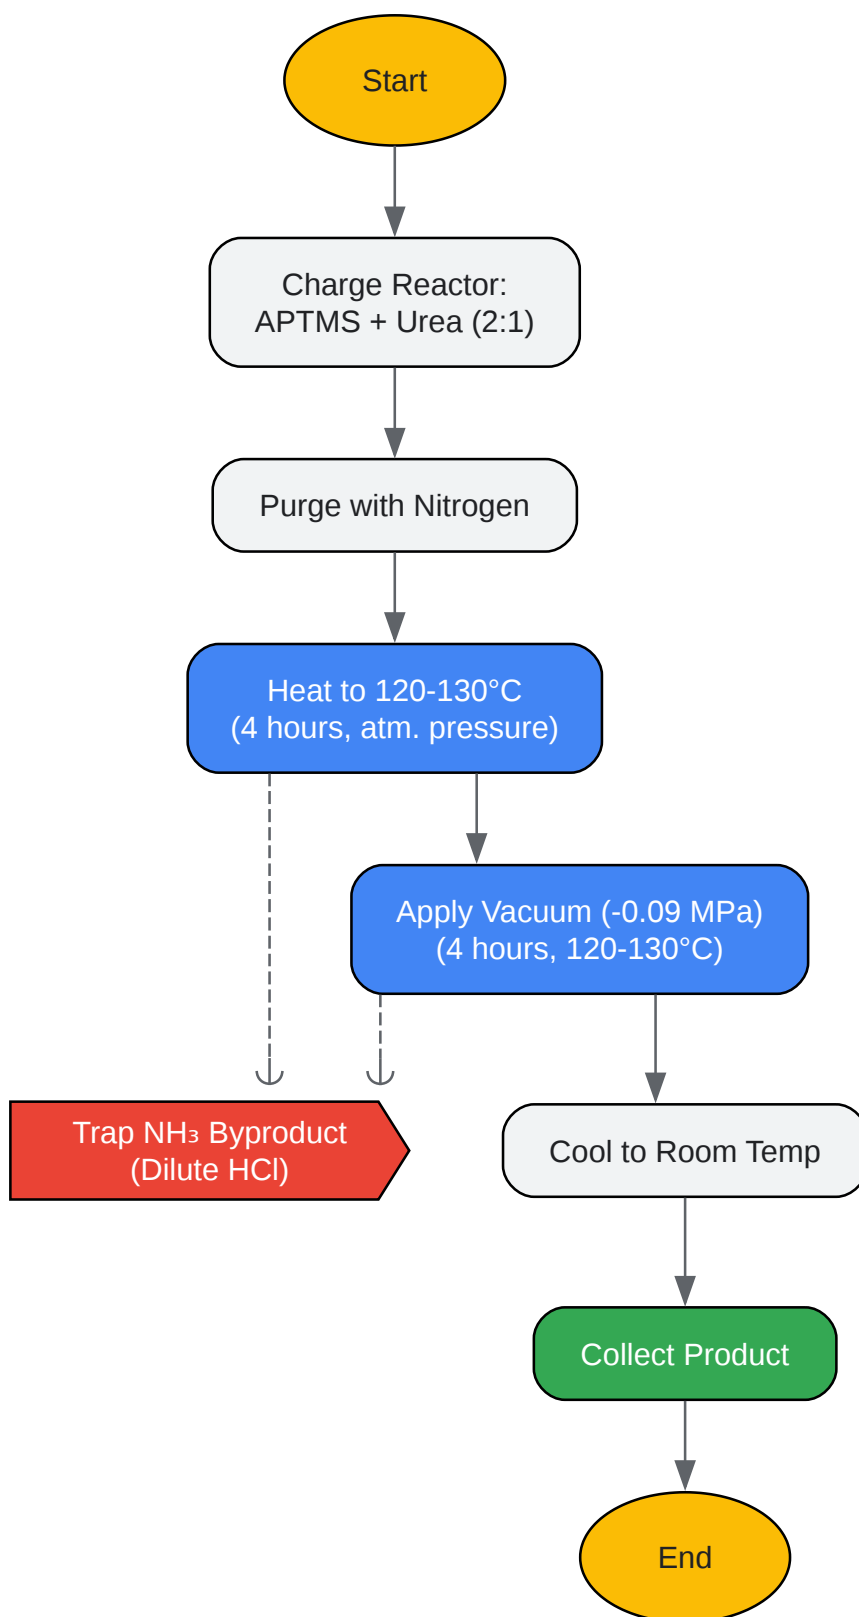 Start
Charge Reactor:
APTMS + Urea (2:1)
Purge with Nitrogen
Heat to 120-130°C
(4 hours, atm. pressure)
Apply Vacuum (-0.09 MPa)
(4 hours, 120-130°C)
Trap NH₃ Byproduct
(Dilute HCl)
Cool to Room Temp
Collect Product
End